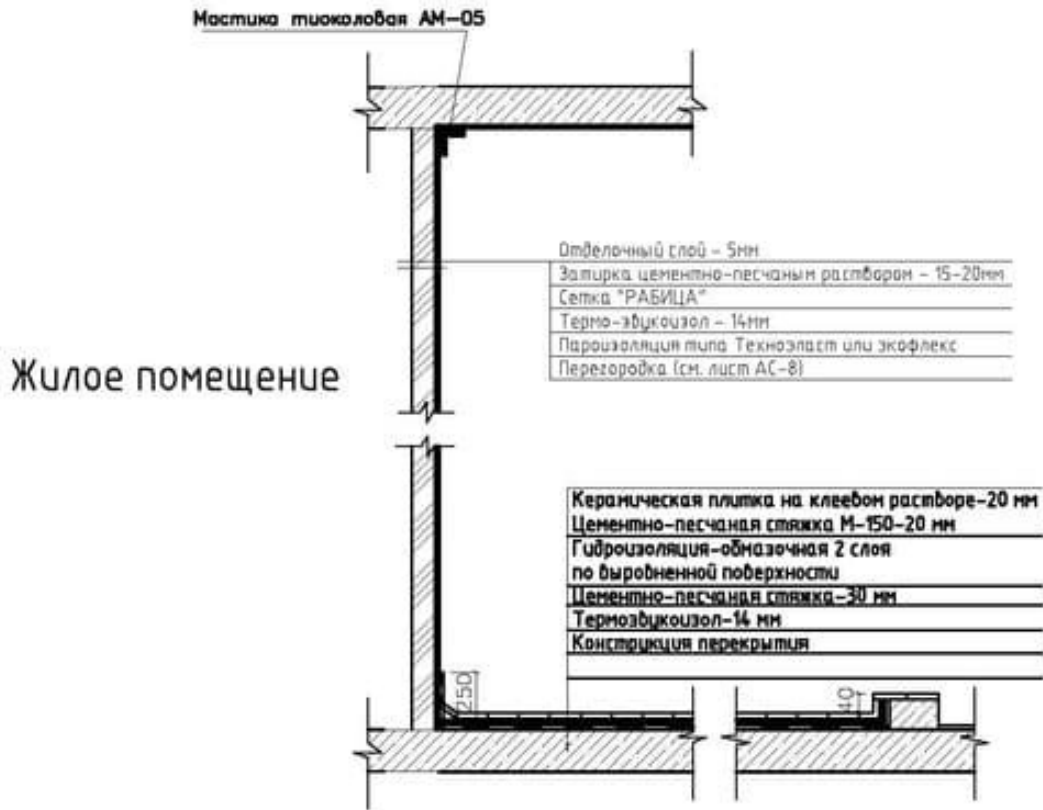 Мастика тиоколовая АМ-05
Отделочный слой - 5мм
Затирка цементно-песчаным раствором - 15-20мм
Сетка "РАБИЦА"
Термо-звукоизол - 14мм
Пароизоляция типа Техноэласт или экофлекс
Перегородка (см. лист АС-8)
Жилое помещение
Керамическая плитка на клеевом растворе-20 мм
Цементно-песчаная стяжка М-150-20 мм
Гидроизоляция-обмазочная 2 слоя
по выровненной поверхности
Цементно-песчаная стяжка-30 мм
Термозвукоизол-14 мм
Конструкция перекрытия
250
40